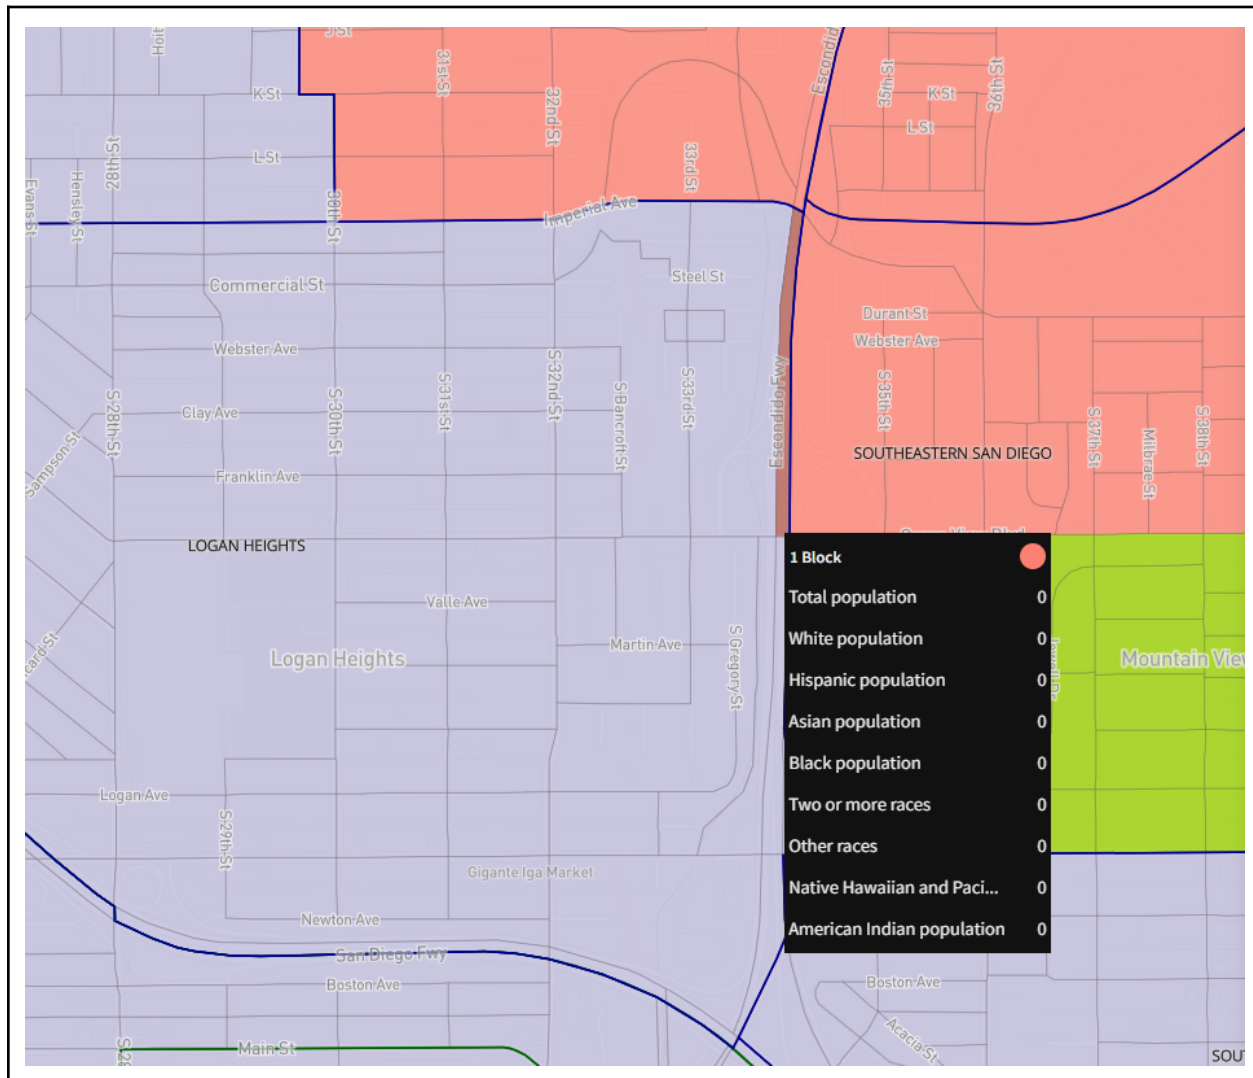 J St
K St
31st St
32nd St
Escondid
35th St
K St
36th St
L St
28th St
L St
33rd St
Evans St
Hensley St
30th St
Imperial Ave
Commercial St
Steel St
Durant St
Webster Ave
Webster Ave
S 28th St
S 30th St
S 31st St
S 32nd St
S Bancroft St
S 33rd St
Escondido Fwy
S 35th St
S 37th St
Milbrae St
S 38th St
Clay Ave
Sampson St
SOUTHEASTERN SAN DIEGO
Franklin Ave
LOGAN HEIGHTS
1 Block
Total population 0
White population 0
Hispanic population 0
Asian population 0
Black population 0
Two or more races 0
Other races 0
Native Hawaiian and Paci... 0
American Indian population 0
Valle Ave
Martin Ave
S Gregory St
Logan Heights
Mountain View
Logan Ave
S 29th St
Gigante Iga Market
Newton Ave
San Diego Fwy
Boston Ave
Boston Ave
Acacia St
Main St
SOUT